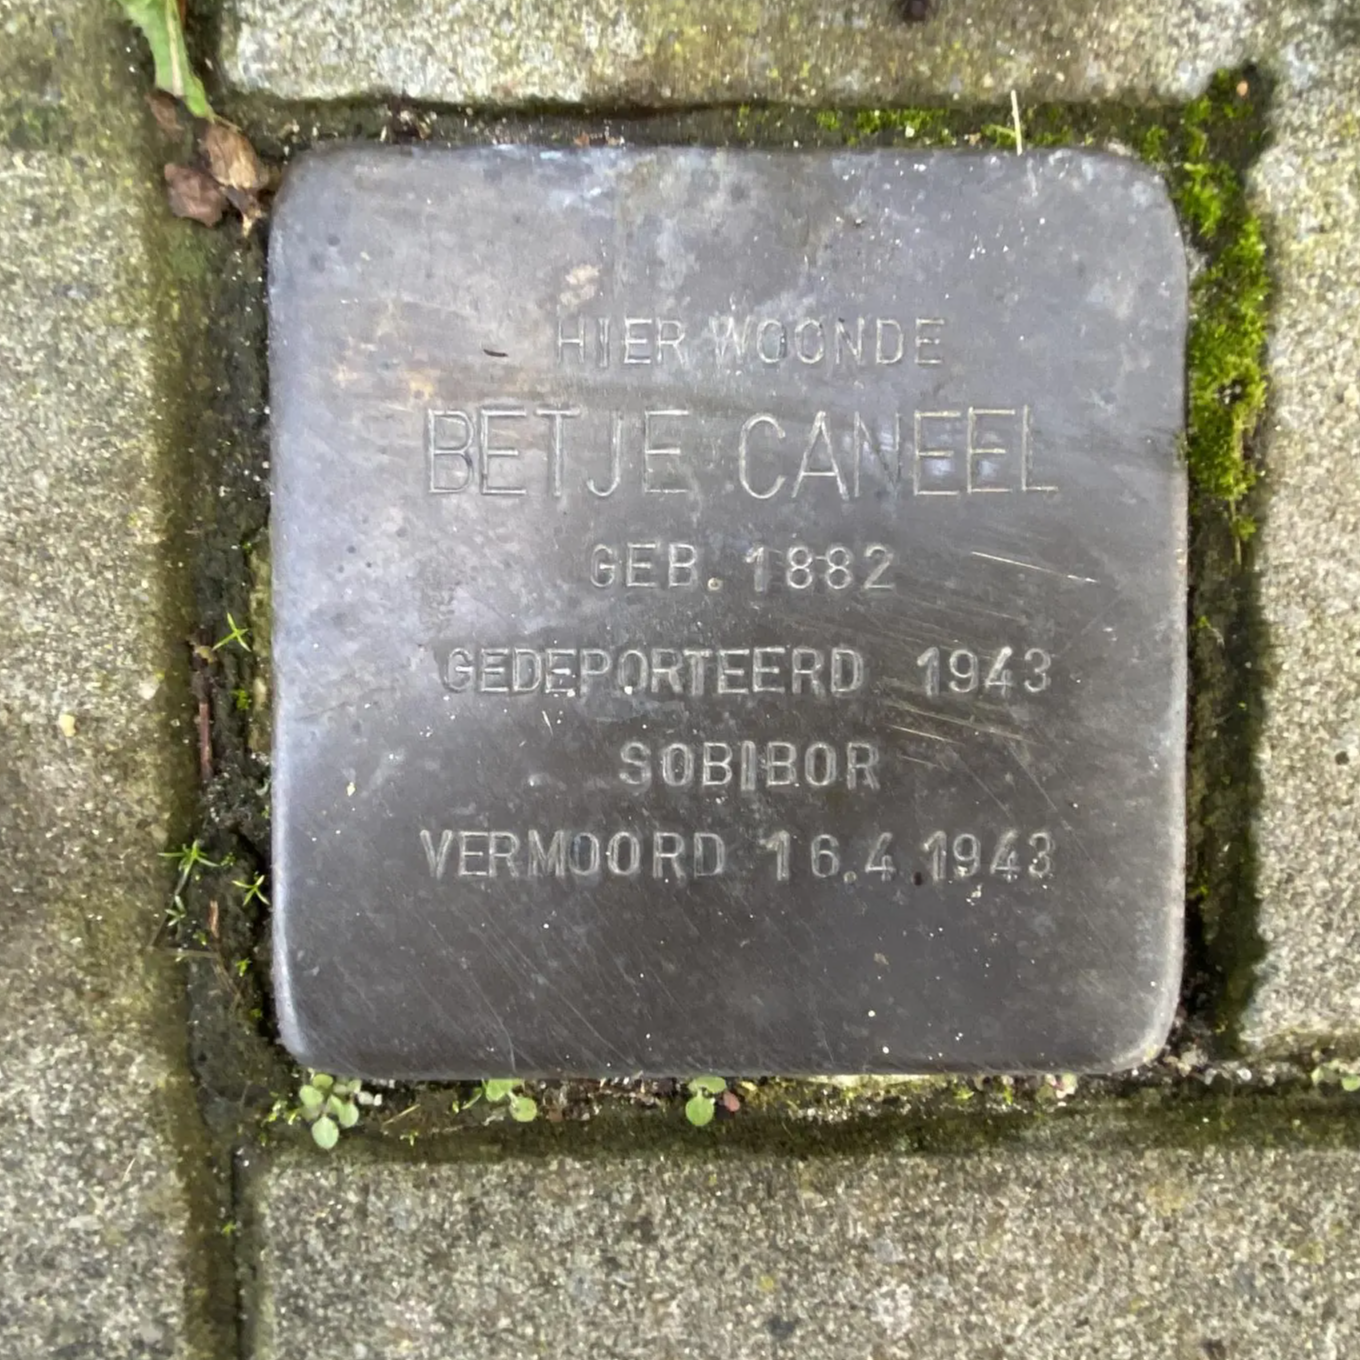 HIER WOONDE
BETJE CANEEL
GEB. 1882
GEDEPORTEERD 1943
SOBIBOR
VERMOORD 16.4.1943